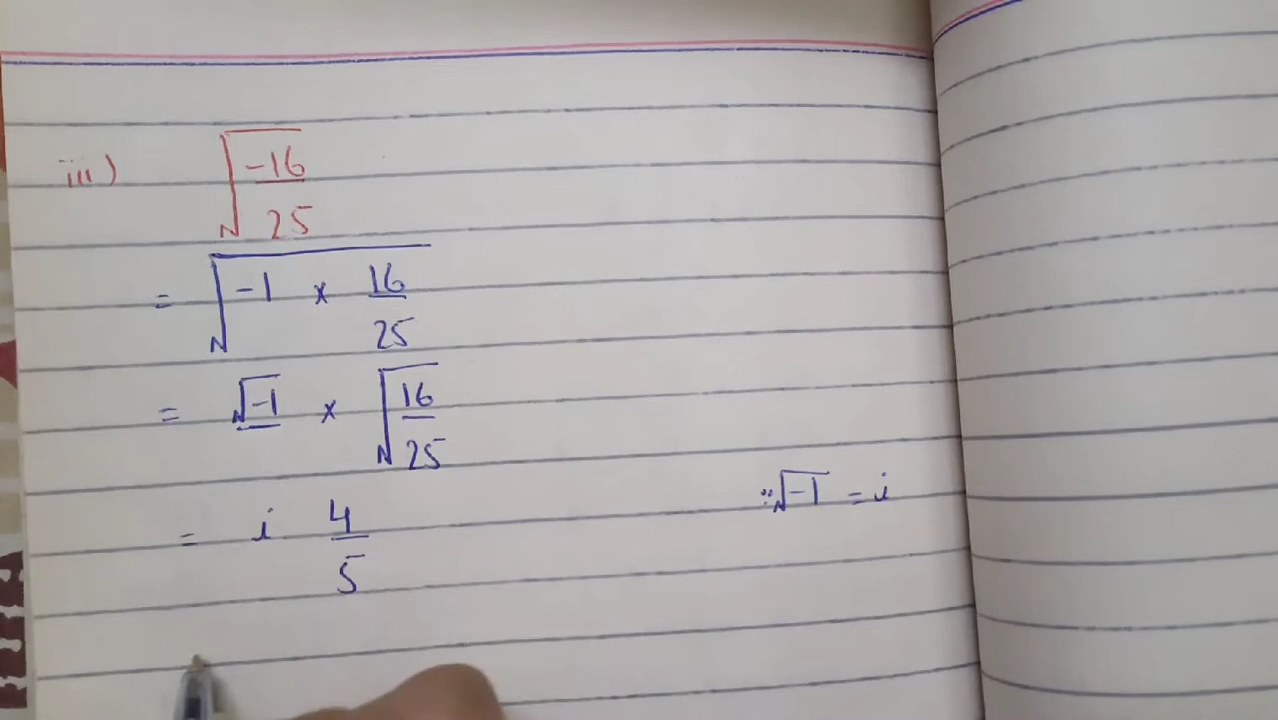 iii) √(-16/25)
= √(-1 × 16/25)
= √-1 × √(16/25)
= i 4/5
∵ √-1 = i